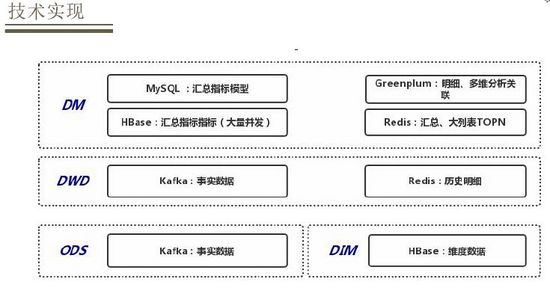 技术实现
DM
MySQL ：汇总指标模型
Greenplum：明细、多维分析关
联
HBase：汇总指标指标（大量并发）
Redis：汇总、大列表TOPN
DWD
Kafka：事实数据
Redis：历史明细
ODS
Kafka：事实数据
DIM
HBase：维度数据